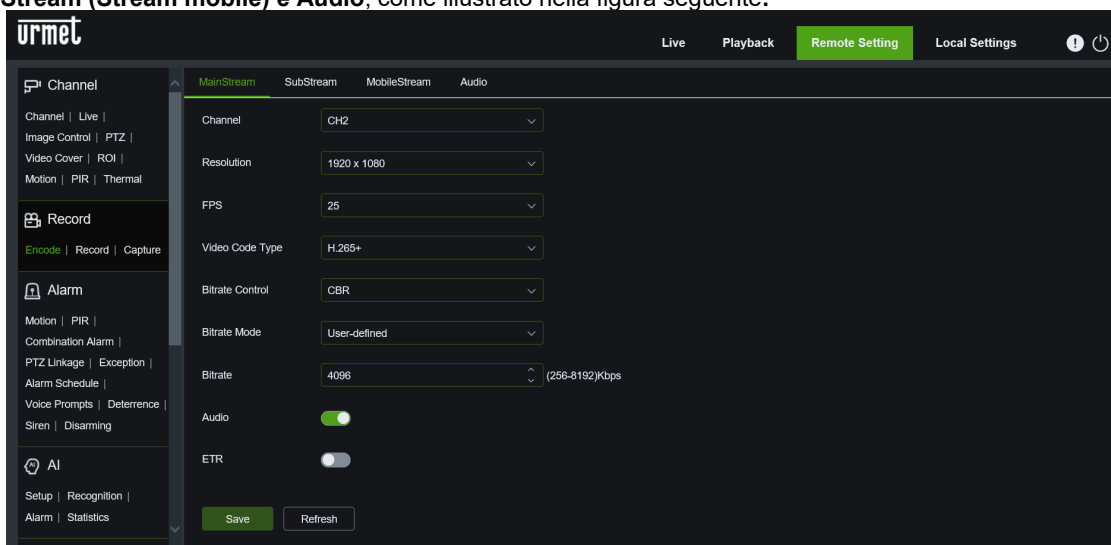 Stream (Stream mobile) e Audio, come illustrato nella figura seguente.
urmet
Live Playback Remote Setting Local Settings
Channel
Channel | Live |
Image Control | PTZ |
Video Cover | ROI |
Motion | PIR | Thermal
Record
Encode | Record | Capture
Alarm
Motion | PIR |
Combination Alarm |
PTZ Linkage | Exception |
Alarm Schedule |
Voice Prompts | Deterrence |
Siren | Disarming
AI
Setup | Recognition |
Alarm | Statistics
MainStream SubStream MobileStream Audio
Channel CH2
Resolution 1920 x 1080
FPS 25
Video Code Type H.265+
Bitrate Control CBR
Bitrate Mode User-defined
Bitrate 4096 (256-8192)Kbps
Audio
ETR
Save Refresh